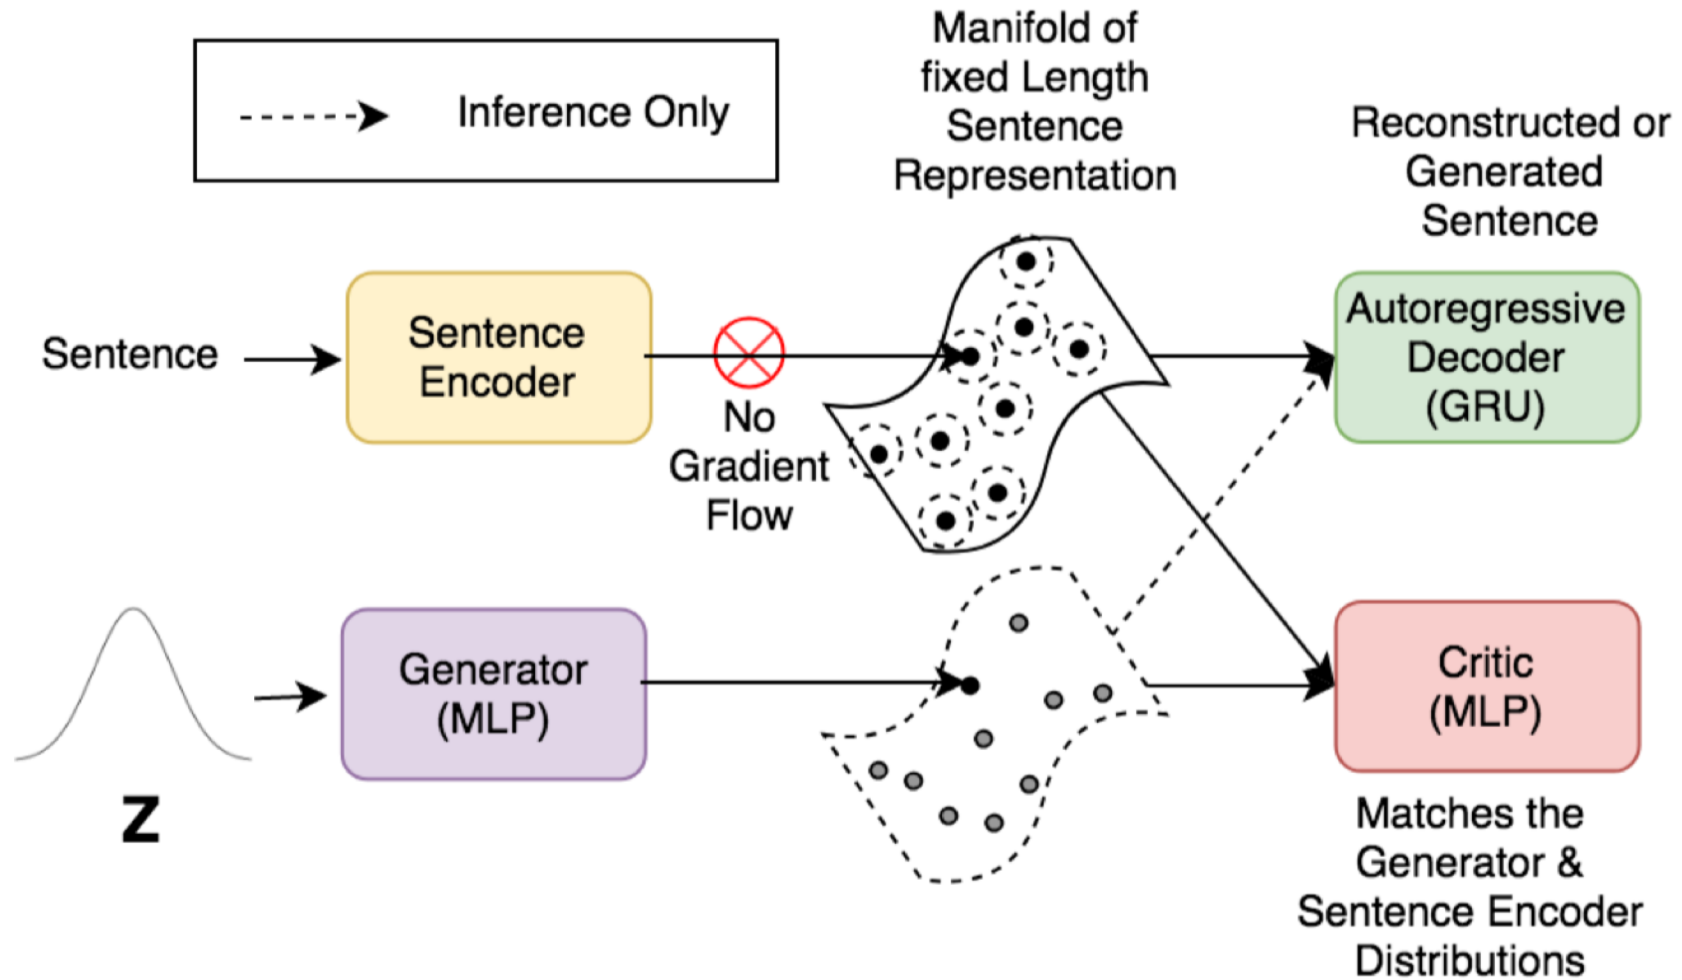 Inference Only
Manifold of
fixed Length
Sentence
Representation
Reconstructed or
Generated
Sentence
Sentence
Sentence
Encoder
No
Gradient
Flow
Autoregressive
Decoder
(GRU)
Z
Generator
(MLP)
Critic
(MLP)
Matches the
Generator &
Sentence Encoder
Distributions